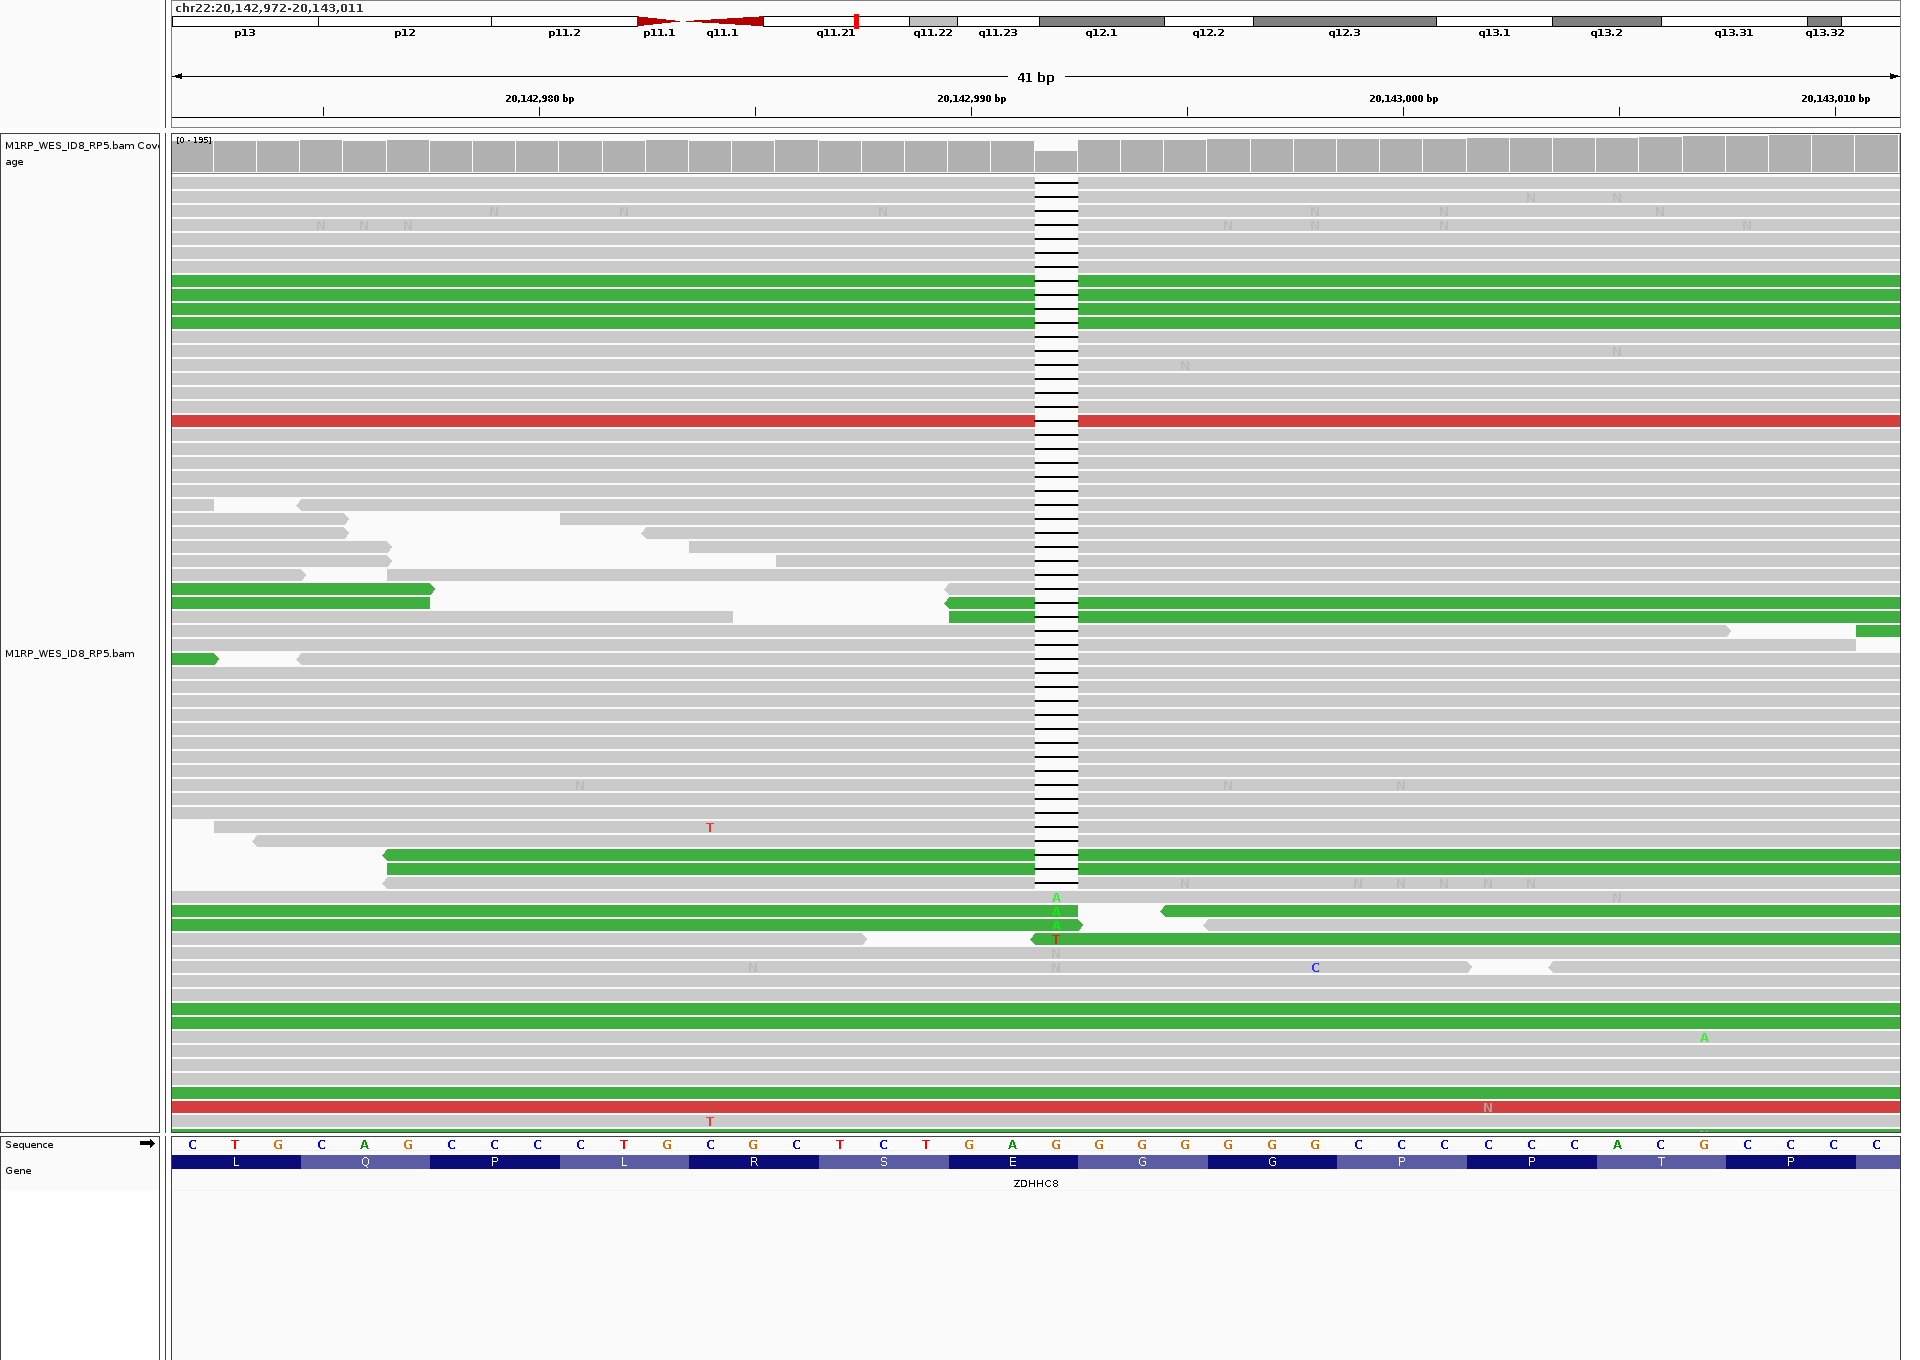 chr22:20,142,972-20,143,011
p13 p12 p11.2 p11.1 q11.1 q11.21 q11.22 q11.23 q12.1 q12.2 q12.3 q13.1 q13.2 q13.31 q13.32
41 bp
20,142,980 bp 20,142,990 bp 20,143,000 bp 20,143,010 bp
M1RP_WES_ID8_RP5.bam Cov
age
[0 - 195]
N N
N N N N N N
N N N N N N N
N
N
M1RP_WES_ID8_RP5.bam
N N N
T
N N N N N N
A N
A
A
T
N
N N C
A
N
T
Sequence
C T G C A G C C C C T G C G C T C T G A G G G G G G G C C C C C C A C G C C C C
Gene
L Q P L R S E G G P P T P
ZDHHC8